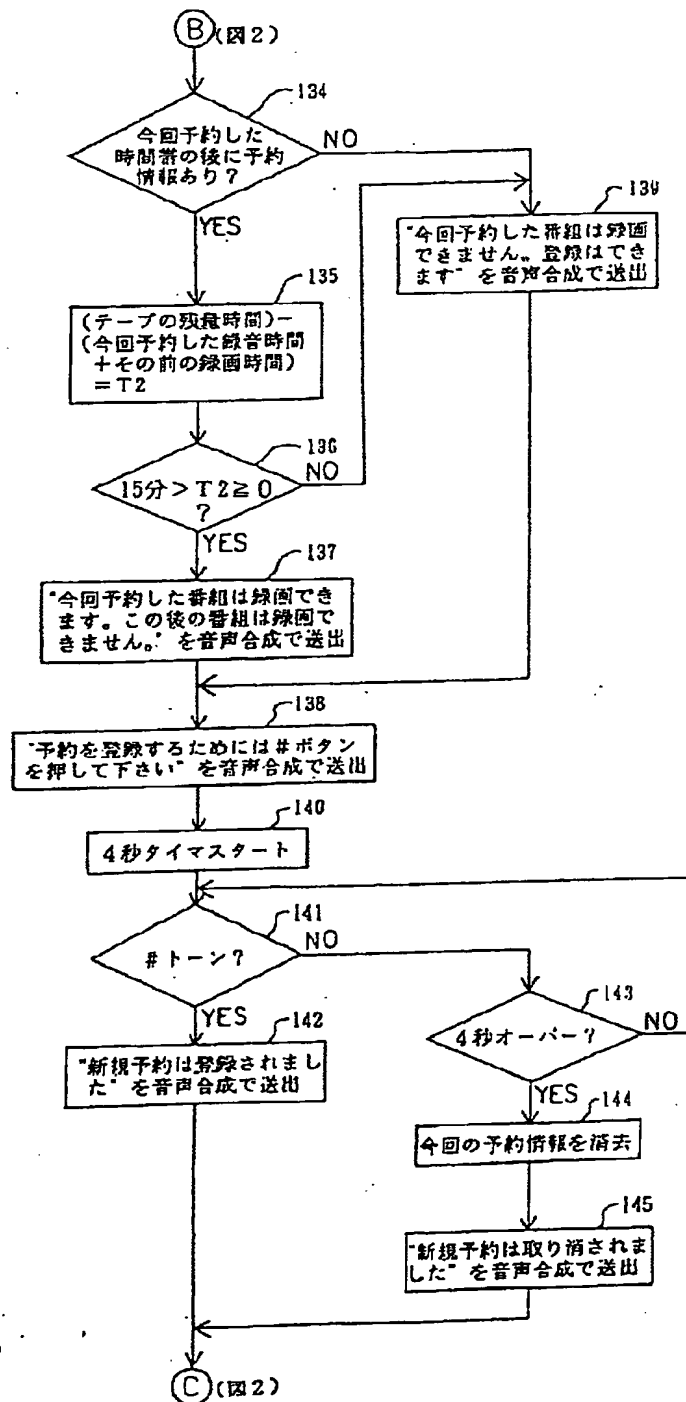 B (図2)
134
今回予約した
時間帯の後に予約
情報あり?
NO
YES
139
"今回予約した番組は録画
できません。登録はでき
ます"を音声合成で送出
135
(テープの残量時間)ー
(今回予約した録音時間
+その前の録画時間)
=T2
136
15分>T2≧0
?
NO
YES
137
"今回予約した番組は録画でき
ます。この後の番組は録画で
きません。"を音声合成で送出
138
"予約を登録するためには#ボタン
を押して下さい"を音声合成で送出
140
4秒タイマスタート
141
#トーン?
NO
YES
142
"新規予約は登録されまし
た"を音声合成で送出
143
4秒オーバー?
NO
YES
144
今回の予約情報を消去
145
"新規予約は取り消されま
した"を音声合成で送出
C (図2)